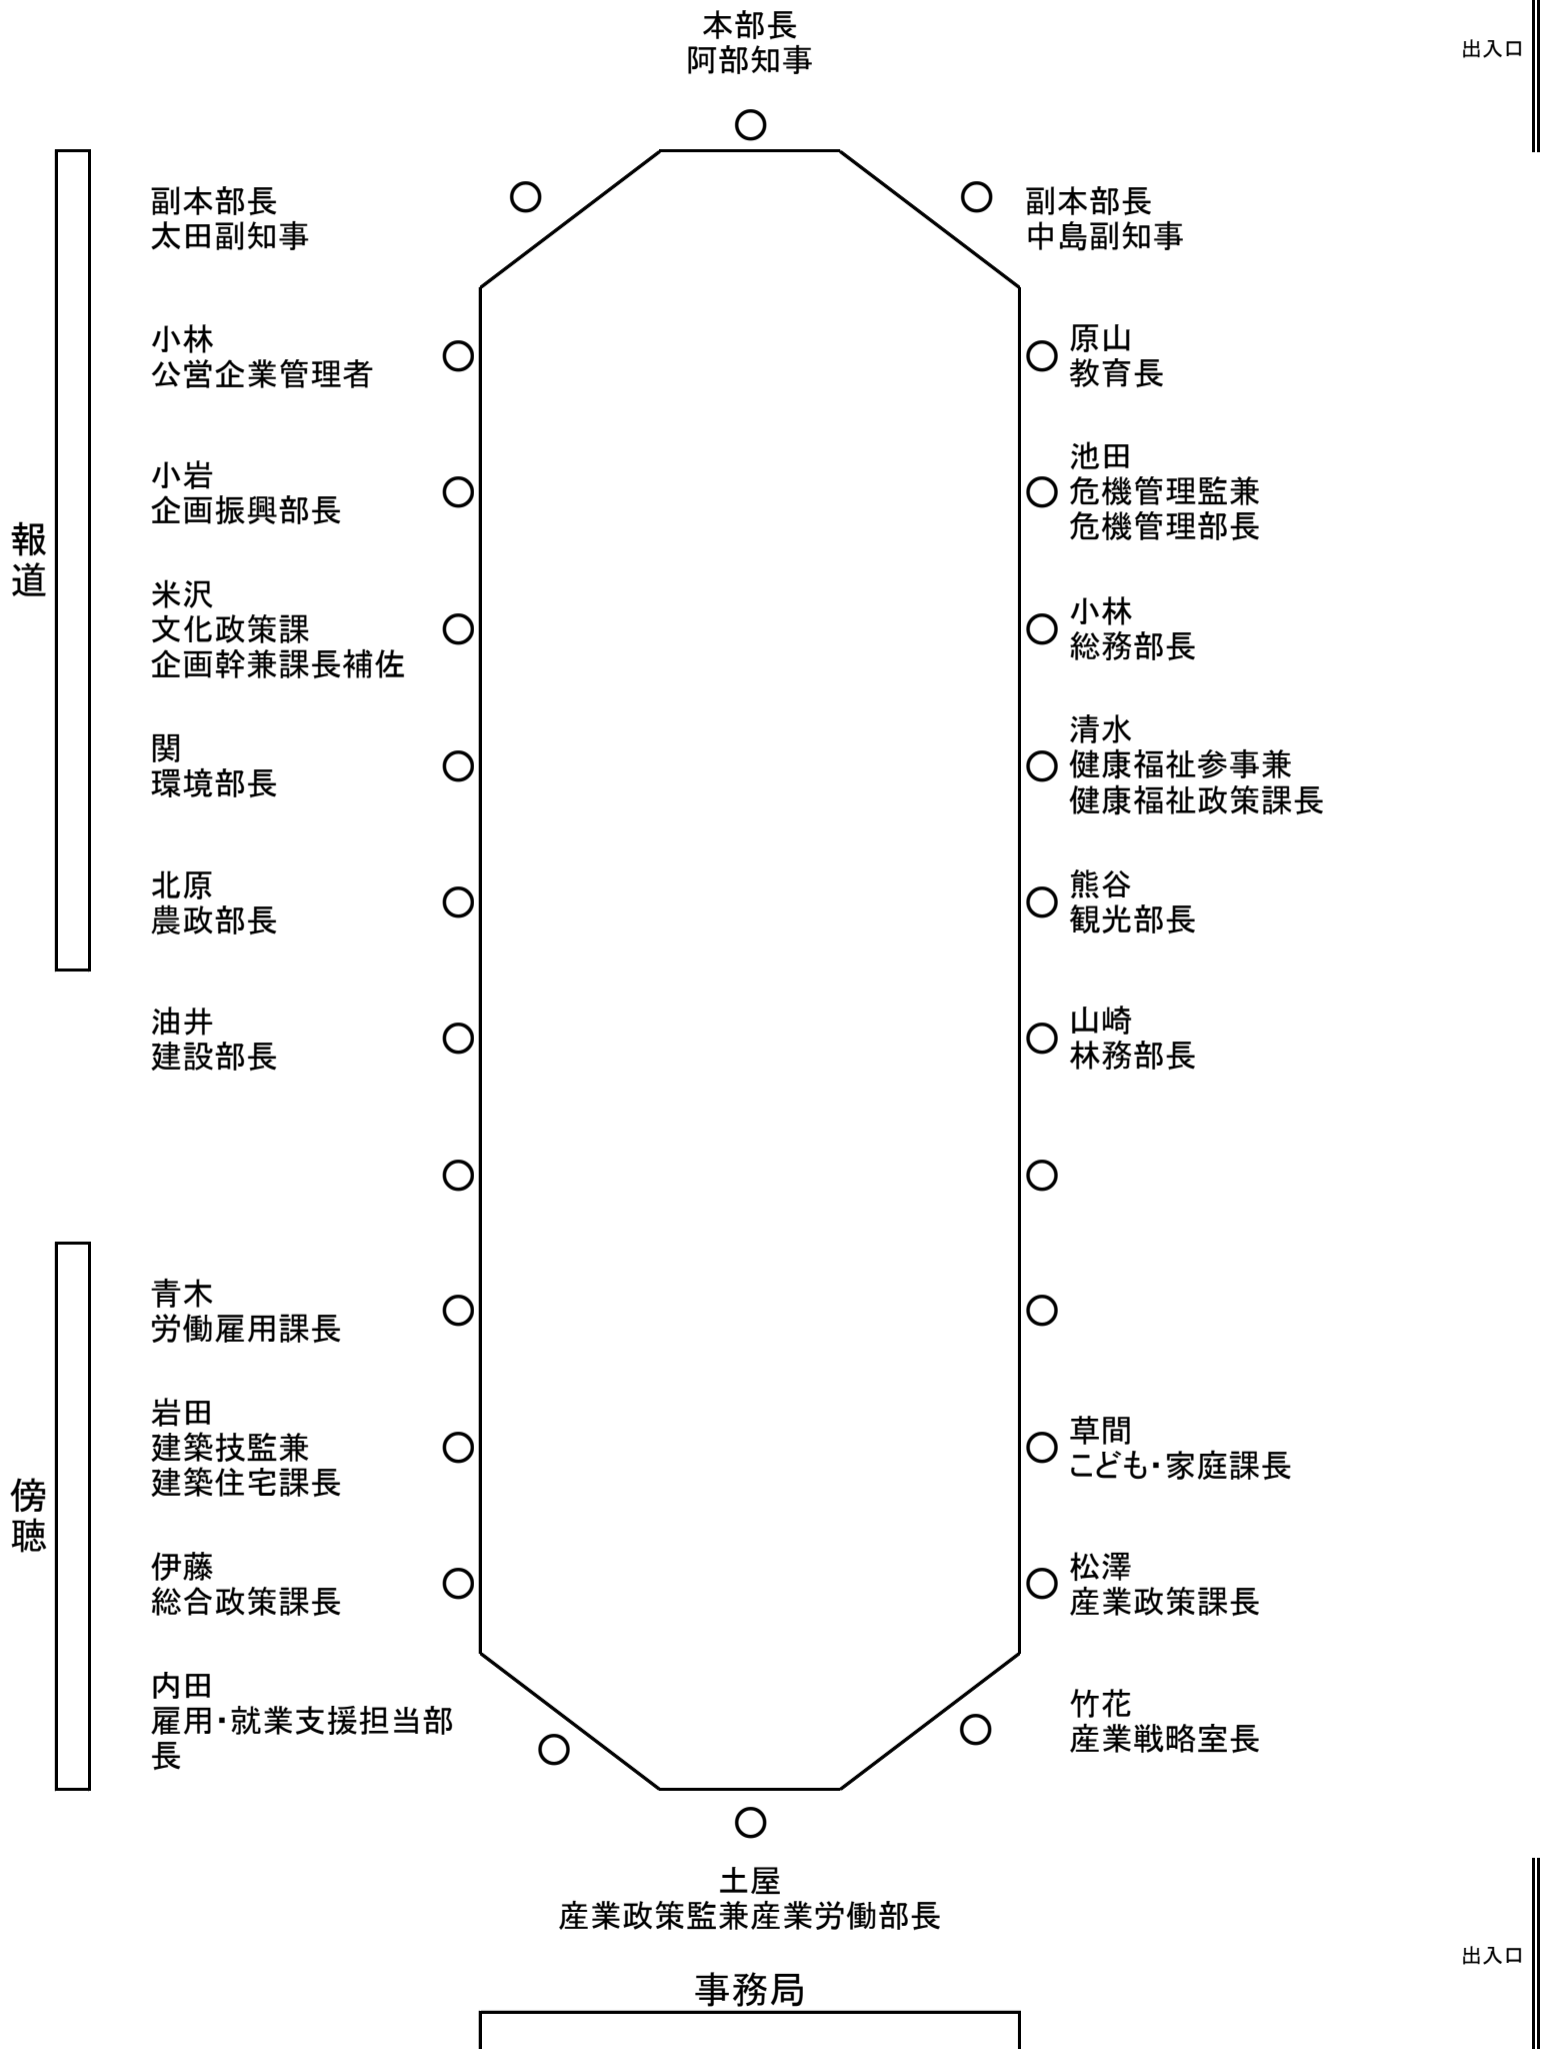 本部長
阿部知事
出入口
副本部長
太田副知事
副本部長
中島副知事
小林
公営企業管理者
原山
教育長
小岩
企画振興部長
池田
危機管理監兼
危機管理部長
報道
米沢
文化政策課
企画幹兼課長補佐
小林
総務部長
関
環境部長
清水
健康福祉参事兼
健康福祉政策課長
北原
農政部長
熊谷
観光部長
油井
建設部長
山崎
林務部長
青木
労働雇用課長
岩田
建築技監兼
建築住宅課長
草間
こども・家庭課長
傍聴
伊藤
総合政策課長
松澤
産業政策課長
内田
雇用・就業支援担当部
長
竹花
産業戦略室長
土屋
産業政策監兼産業労働部長
出入口
事務局